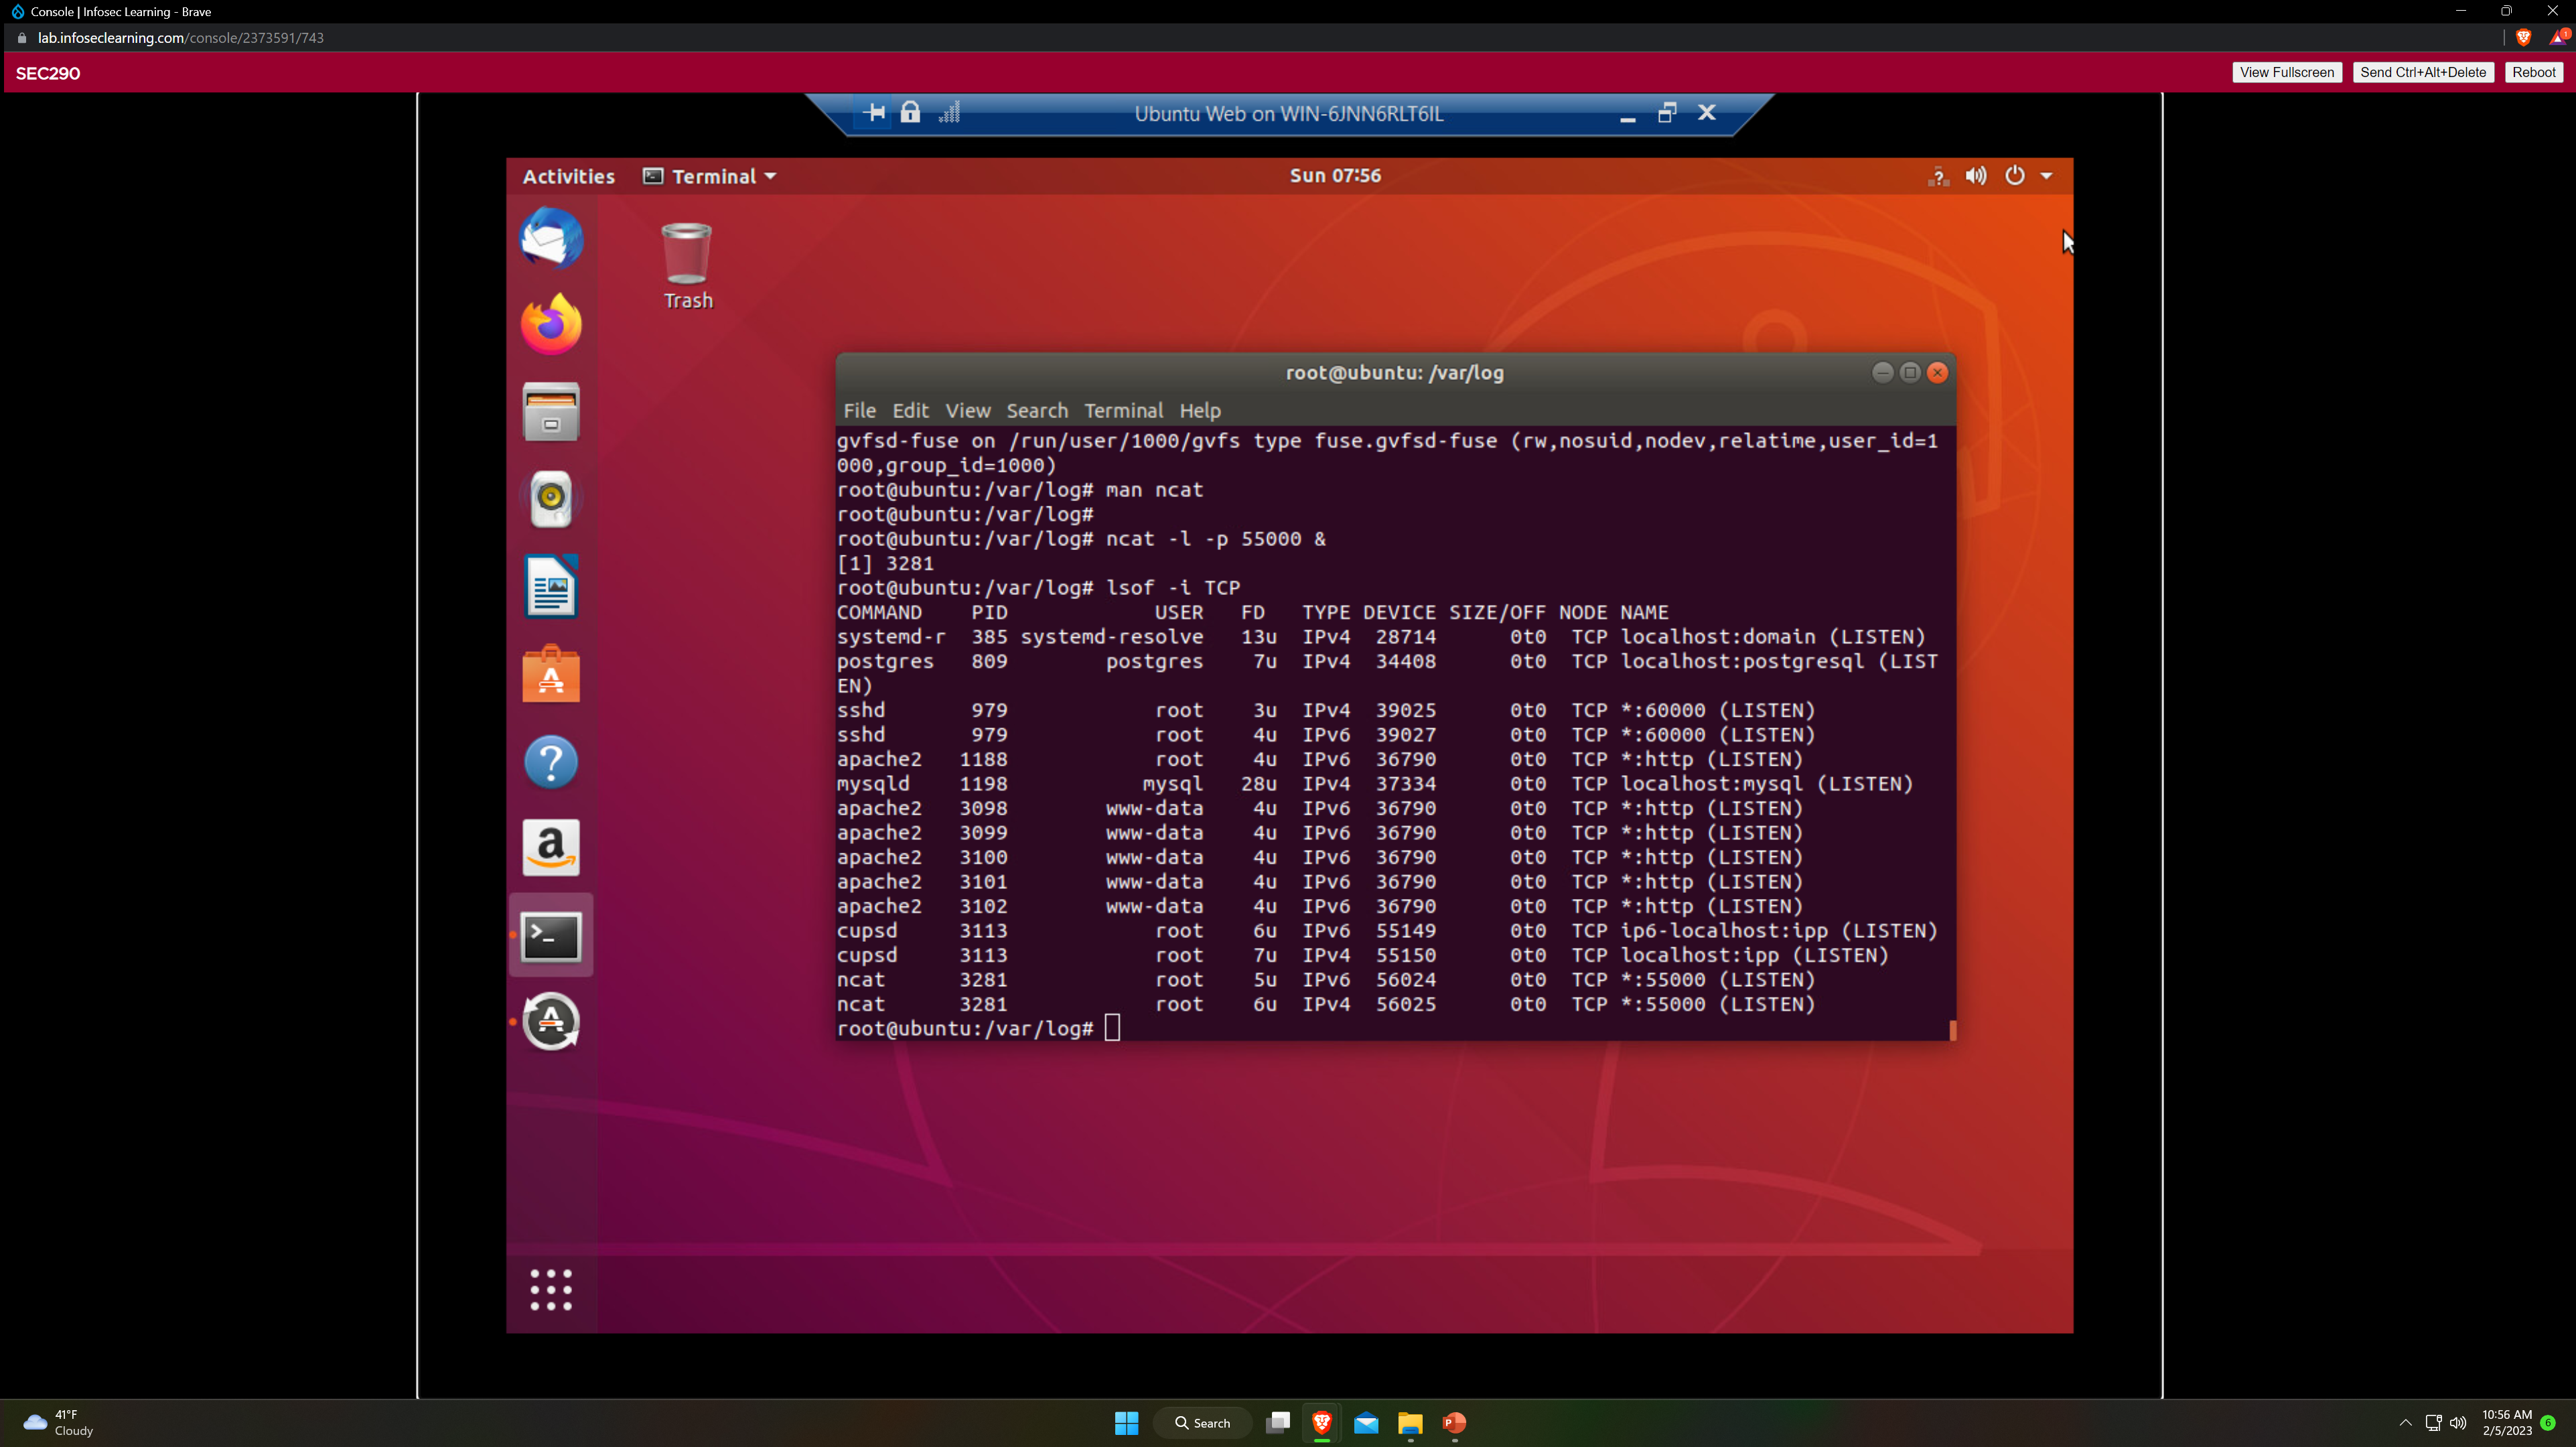 Console | Infosec Learning - Brave
lab.infoseclearning.com/console/2373591/743
1
SEC290
View Fullscreen
Send Ctrl+Alt+Delete
Reboot
Ubuntu Web on WIN-6JNN6RLT6IL
Activities
Terminal
Sun 07:56
?
Trash
root@ubuntu: /var/log
File Edit View Search Terminal Help
gvfsd-fuse on /run/user/1000/gvfs type fuse.gvfsd-fuse (rw,nosuid,nodev,relatime,user_id=1
000,group_id=1000)
root@ubuntu:/var/log# man ncat
root@ubuntu:/var/log#
root@ubuntu:/var/log# ncat -l -p 55000 &
[1] 3281
root@ubuntu:/var/log# lsof -i TCP
COMMAND PID USER FD TYPE DEVICE SIZE/OFF NODE NAME
systemd-r 385 systemd-resolve 13u IPv4 28714 0t0 TCP localhost:domain (LISTEN)
postgres 809 postgres 7u IPv4 34408 0t0 TCP localhost:postgresql (LIST
EN)
sshd 979 root 3u IPv4 39025 0t0 TCP *:60000 (LISTEN)
sshd 979 root 4u IPv6 39027 0t0 TCP *:60000 (LISTEN)
apache2 1188 root 4u IPv6 36790 0t0 TCP *:http (LISTEN)
mysqld 1198 mysql 28u IPv4 37334 0t0 TCP localhost:mysql (LISTEN)
apache2 3098 www-data 4u IPv6 36790 0t0 TCP *:http (LISTEN)
apache2 3099 www-data 4u IPv6 36790 0t0 TCP *:http (LISTEN)
apache2 3100 www-data 4u IPv6 36790 0t0 TCP *:http (LISTEN)
apache2 3101 www-data 4u IPv6 36790 0t0 TCP *:http (LISTEN)
apache2 3102 www-data 4u IPv6 36790 0t0 TCP *:http (LISTEN)
cupsd 3113 root 6u IPv6 55149 0t0 TCP ip6-localhost:ipp (LISTEN)
cupsd 3113 root 7u IPv4 55150 0t0 TCP localhost:ipp (LISTEN)
ncat 3281 root 5u IPv6 56024 0t0 TCP *:55000 (LISTEN)
ncat 3281 root 6u IPv4 56025 0t0 TCP *:55000 (LISTEN)
root@ubuntu:/var/log#
41°F
Cloudy
Search
10:56 AM
2/5/2023
6